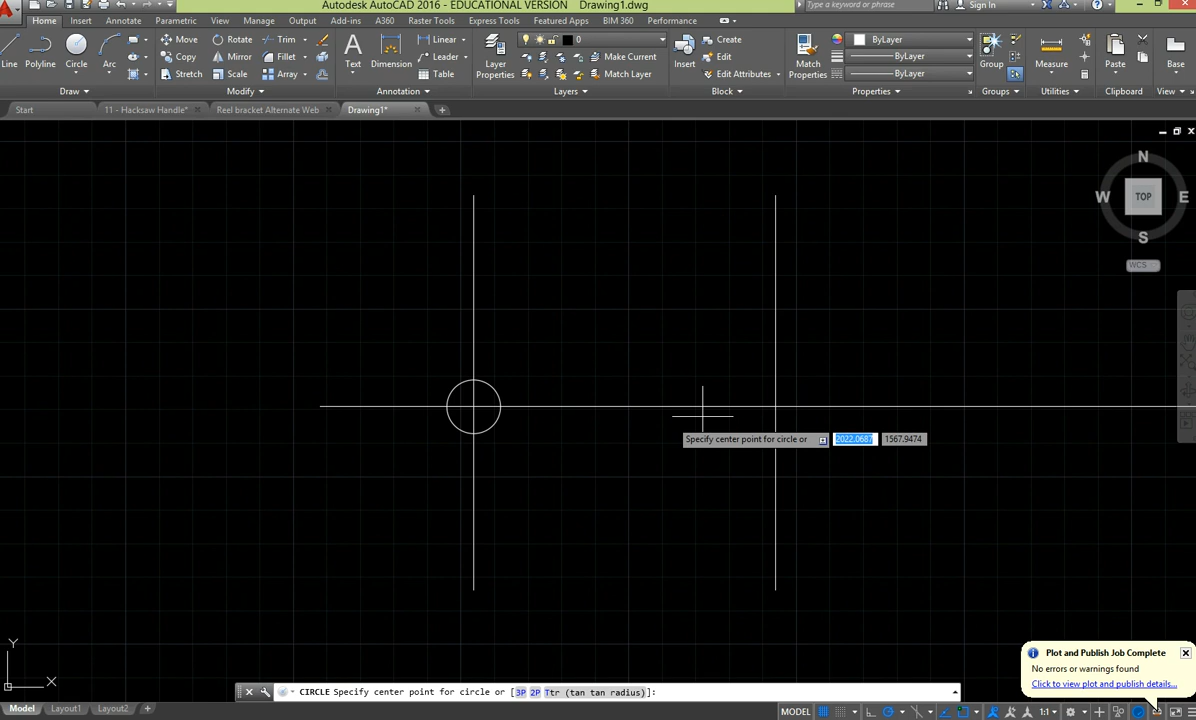 Autodesk AutoCAD 2016 - EDUCATIONAL VERSION Drawing1.dwg
Type a keyword or phrase
Sign In
Home Insert Annotate Parametric View Manage Output Add-ins A360 Raster Tools Express Tools Featured Apps BIM 360 Performance
Line Polyline Circle Arc
Move Rotate Trim
Copy Mirror Fillet
Stretch Scale Array
Text Dimension
Linear
Leader
Table
Layer Properties
0
Make Current
Match Layer
Insert
Create
Edit
Edit Attributes
Match Properties
ByLayer
ByLayer
ByLayer
Group
Measure
Paste
Base
Draw Modify Annotation Layers Block Properties Groups Utilities Clipboard View
Start 11 - Hacksaw Handle* Reel bracket Alternate Web Drawing1*
N
W TOP E
S
WCS
Specify center point for circle or 2022.0687 1567.9474
Y
X
Plot and Publish Job Complete
No errors or warnings found
Click to view plot and publish details...
CIRCLE Specify center point for circle or [3P 2P Ttr (tan tan radius)]:
Model Layout1 Layout2 +
MODEL 1:1